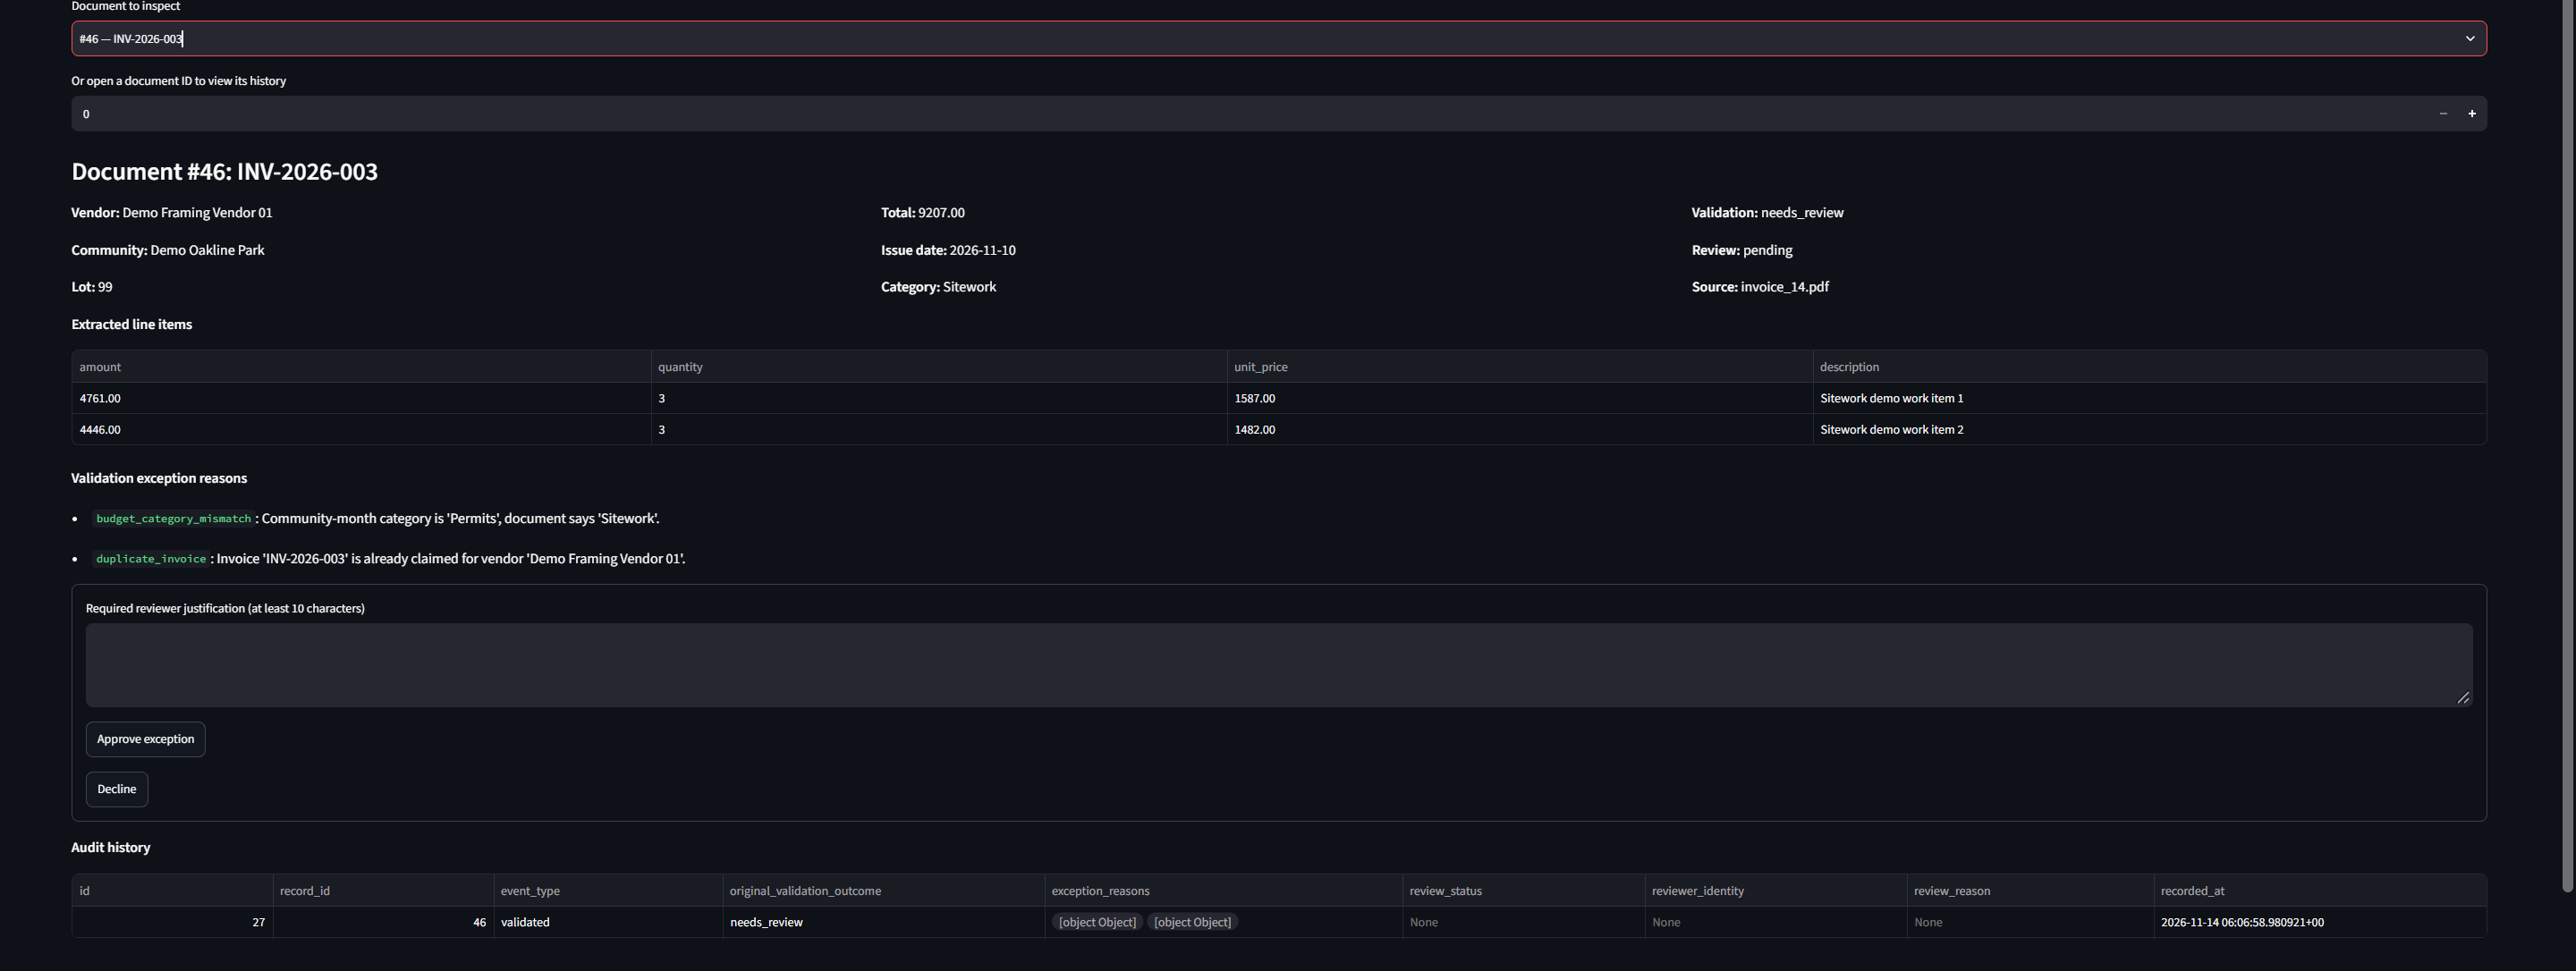 Document to inspect
#46 — INV-2026-003
Or open a document ID to view its history
0
Document #46: INV-2026-003
Vendor: Demo Framing Vendor 01 Total: 9207.00 Validation: needs_review
Community: Demo Oakline Park Issue date: 2026-11-10 Review: pending
Lot: 99 Category: Sitework Source: invoice_14.pdf
Extracted line items
amount quantity unit_price description
4761.00 3 1587.00 Sitework demo work item 1
4446.00 3 1482.00 Sitework demo work item 2
Validation exception reasons
• budget_category_mismatch : Community-month category is 'Permits', document says 'Sitework'.
• duplicate_invoice : Invoice 'INV-2026-003' is already claimed for vendor 'Demo Framing Vendor 01'.
Required reviewer justification (at least 10 characters)
Approve exception
Decline
Audit history
id record_id event_type original_validation_outcome exception_reasons review_status reviewer_identity review_reason recorded_at
27 46 validated needs_review [object Object] [object Object] None None None 2026-11-14 06:06:58.980921+00